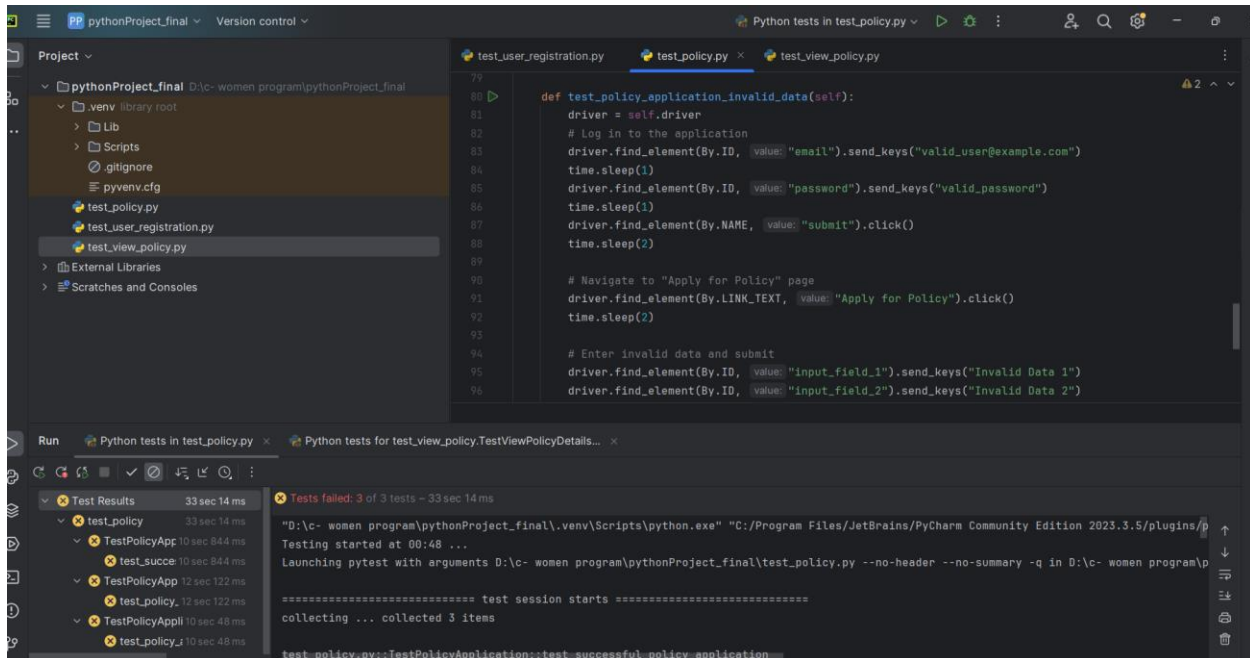 PP pythonProject_final Version control Python tests in test_policy.py
Project
pythonProject_final D:\c- women program\pythonProject_final
.venv library root
Lib
Scripts
.gitignore
pyvenv.cfg
test_policy.py
test_user_registration.py
test_view_policy.py
External Libraries
Scratches and Consoles
test_user_registration.py test_policy.py test_view_policy.py
2
79
80 def test_policy_application_invalid_data(self):
81 driver = self.driver
82 # Log in to the application
83 driver.find_element(By.ID, value: "email").send_keys("valid_user@example.com")
84 time.sleep(1)
85 driver.find_element(By.ID, value: "password").send_keys("valid_password")
86 time.sleep(1)
87 driver.find_element(By.NAME, value: "submit").click()
88 time.sleep(2)
89
90 # Navigate to "Apply for Policy" page
91 driver.find_element(By.LINK_TEXT, value: "Apply for Policy").click()
92 time.sleep(2)
93
94 # Enter invalid data and submit
95 driver.find_element(By.ID, value: "input_field_1").send_keys("Invalid Data 1")
96 driver.find_element(By.ID, value: "input_field_2").send_keys("Invalid Data 2")
Run Python tests in test_policy.py Python tests for test_view_policy.TestViewPolicyDetails...
Test Results 33 sec 14 ms
test_policy 33 sec 14 ms
TestPolicyApp 10 sec 844 ms
test_succe 10 sec 844 ms
TestPolicyApp 12 sec 122 ms
test_policy_ 12 sec 122 ms
TestPolicyAppli 10 sec 48 ms
test_policy_a 10 sec 48 ms
Tests failed: 3 of 3 tests – 33 sec 14 ms
"D:\c- women program\pythonProject_final\.venv\Scripts\python.exe" "C:/Program Files/JetBrains/PyCharm Community Edition 2023.3.5/plugins/p
Testing started at 00:48 ...
Launching pytest with arguments D:\c- women program\pythonProject_final\test_policy.py --no-header --no-summary -q in D:\c- women program\p
============================= test session starts =============================
collecting ... collected 3 items
test_policy.py::TestPolicyApplication::test_successful_policy_application